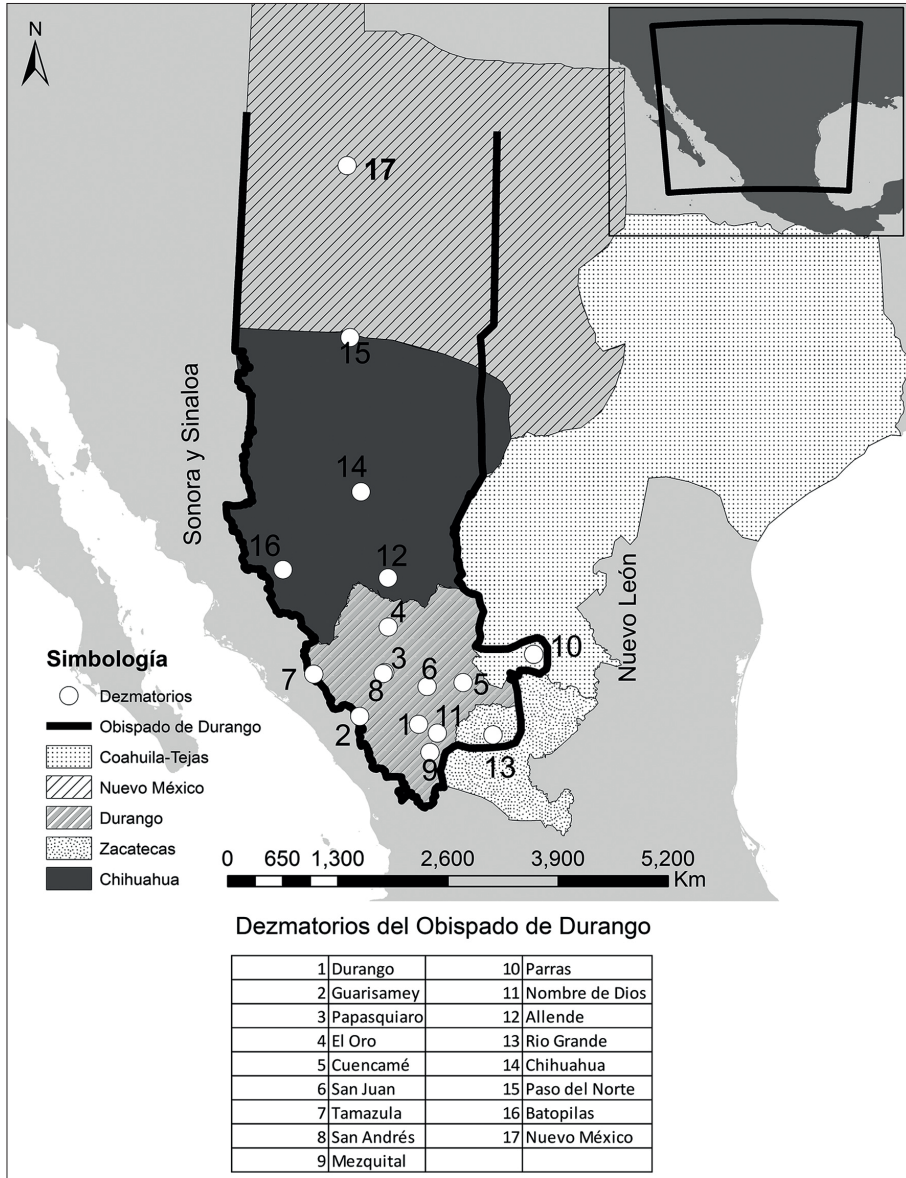 N
17
15
Sonora y Sinaloa
14
16
12
4
Nuevo León
10
3
7
6
5
8
2
1
11
9
13
Simbología
Dezmatorios
Obispado de Durango
Coahuila-Tejas
Nuevo México
Durango
Zacatecas
Chihuahua
0 650 1,300 2,600 3,900 5,200
Km
Dezmatorios del Obispado de Durango
1 Durango 10 Parras
2 Guarisamey 11 Nombre de Dios
3 Papasquiaro 12 Allende
4 El Oro 13 Rio Grande
5 Cuencamé 14 Chihuahua
6 San Juan 15 Paso del Norte
7 Tamazula 16 Batopilas
8 San Andrés 17 Nuevo México
9 Mezquital